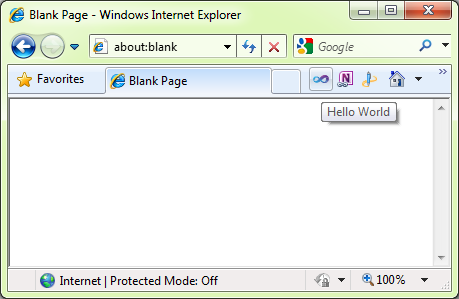 Blank Page - Windows Internet Explorer
about:blank
Google
Favorites
Blank Page
Hello World
Internet | Protected Mode: Off
100%